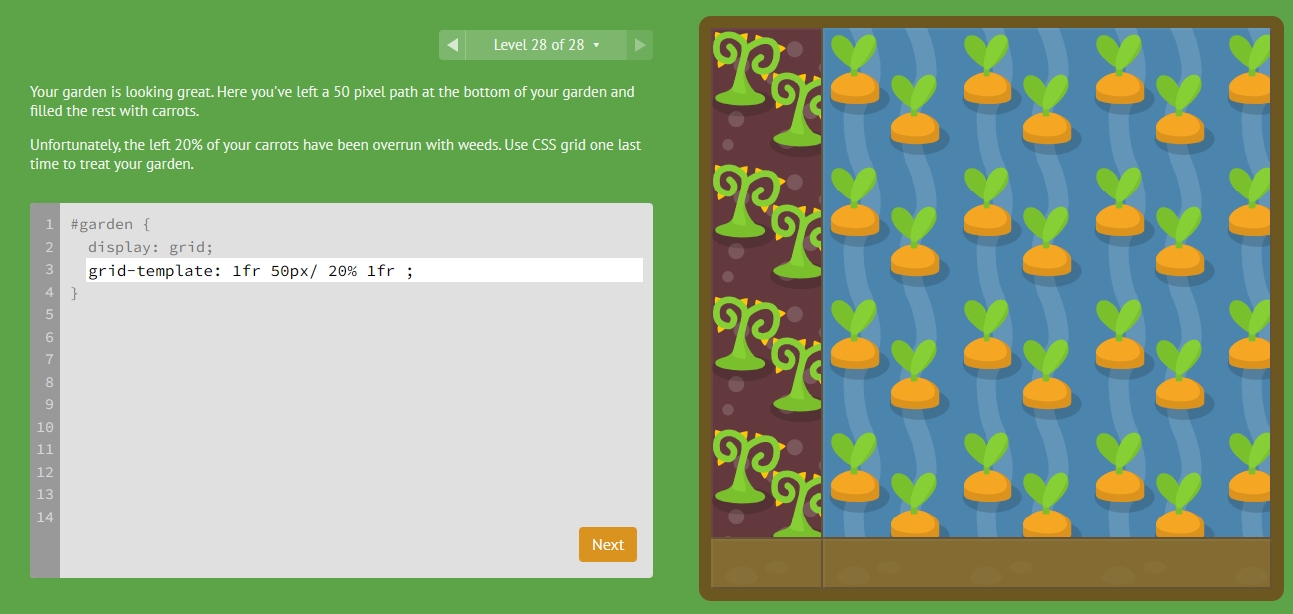 Level 28 of 28
Your garden is looking great. Here you've left a 50 pixel path at the bottom of your garden and
filled the rest with carrots.
Unfortunately, the left 20% of your carrots have been overrun with weeds. Use CSS grid one last
time to treat your garden.
1 #garden {
2 display: grid;
3 grid-template: 1fr 50px/ 20% 1fr ;
4 }
5
6
7
8
9
10
11
12
13
14
Next